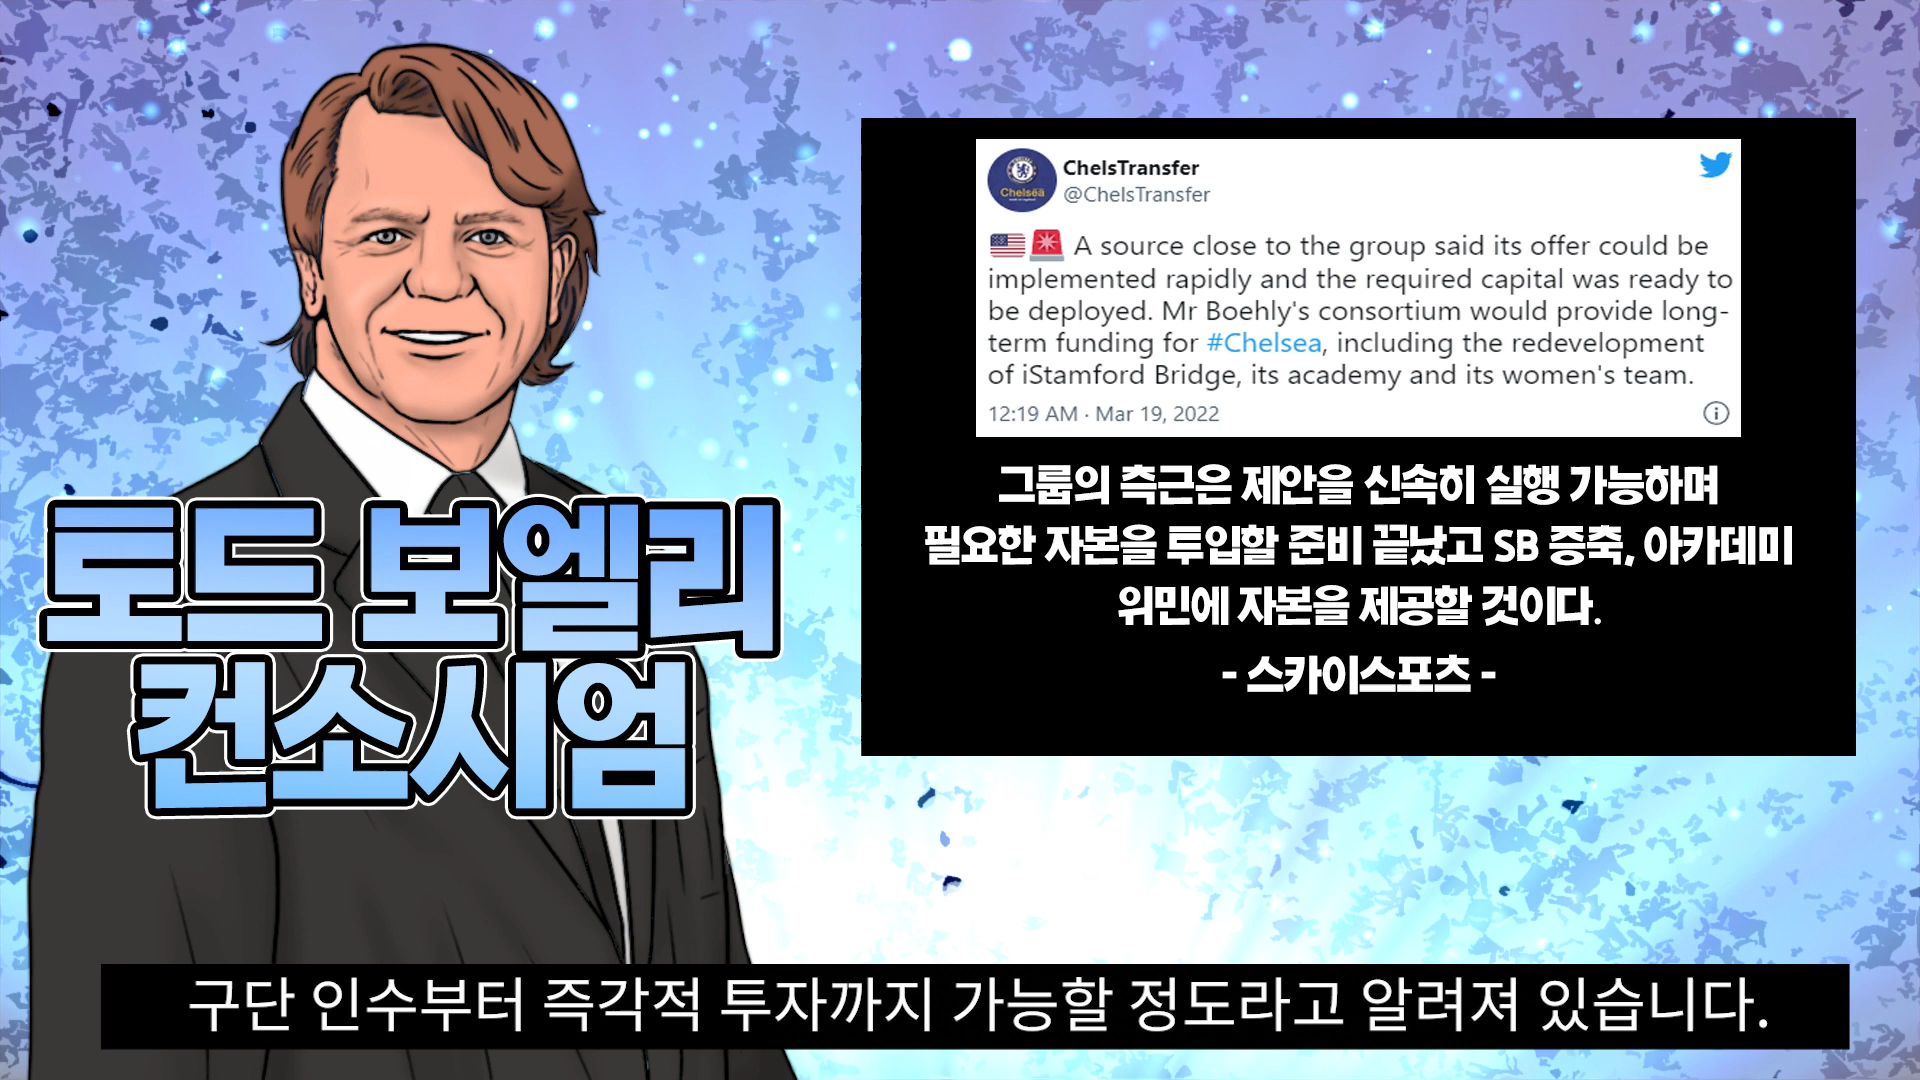 토드 보엘리
컨소시엄
Chelsea
ChelsTransfer
@ChelsTransfer
A source close to the group said its offer could be
implemented rapidly and the required capital was ready to
be deployed. Mr Boehly's consortium would provide long-
term funding for #Chelsea, including the redevelopment
of iStamford Bridge, its academy and its women's team.
12:19 AM · Mar 19, 2022
그룹의 측근은 제안을 신속히 실행 가능하며
필요한 자본을 투입할 준비 끝났고 SB 증축, 아카데미
위민에 자본을 제공할 것이다.
- 스카이스포츠 -
구단 인수부터 즉각적 투자까지 가능할 정도라고 알려져 있습니다.